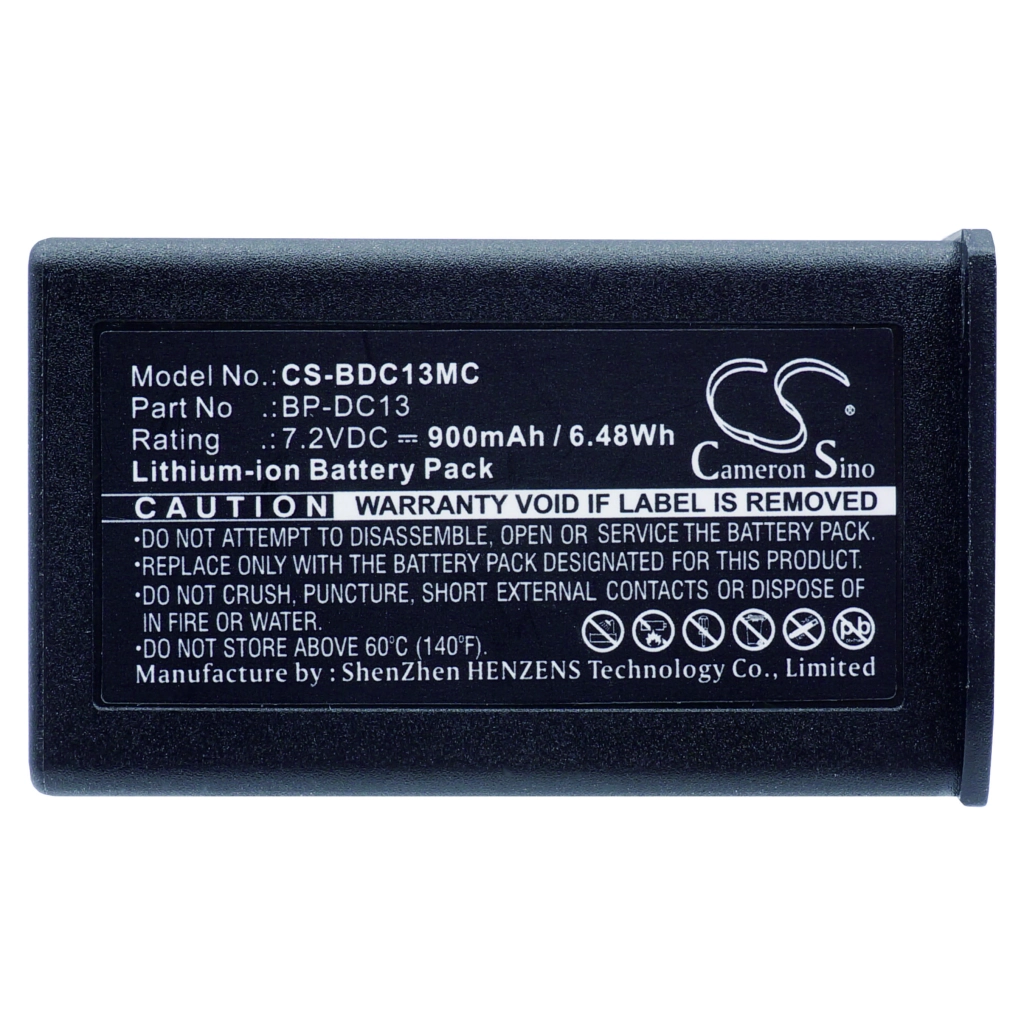 Model No.: CS-BDC13MC
Part No .: BP-DC13
Rating .: 7.2VDC ⎓ 900mAh / 6.48Wh
Lithium-ion Battery Pack
CS®
Cameron Sino
CAUTION WARRANTY VOID IF LABEL IS REMOVED
•DO NOT ATTEMPT TO DISASSEMBLE, OPEN OR SERVICE THE BATTERY PACK.
•REPLACE ONLY WITH THE BATTERY PACK DESIGNATED FOR THIS PRODUCT.
•DO NOT CRUSH, PUNCTURE, SHORT EXTERNAL CONTACTS OR DISPOSE OF
IN FIRE OR WATER.
•DO NOT STORE ABOVE 60°C (140°F).
Pb
Manufacture by : ShenZhen HENZENS Technology Co., Limited